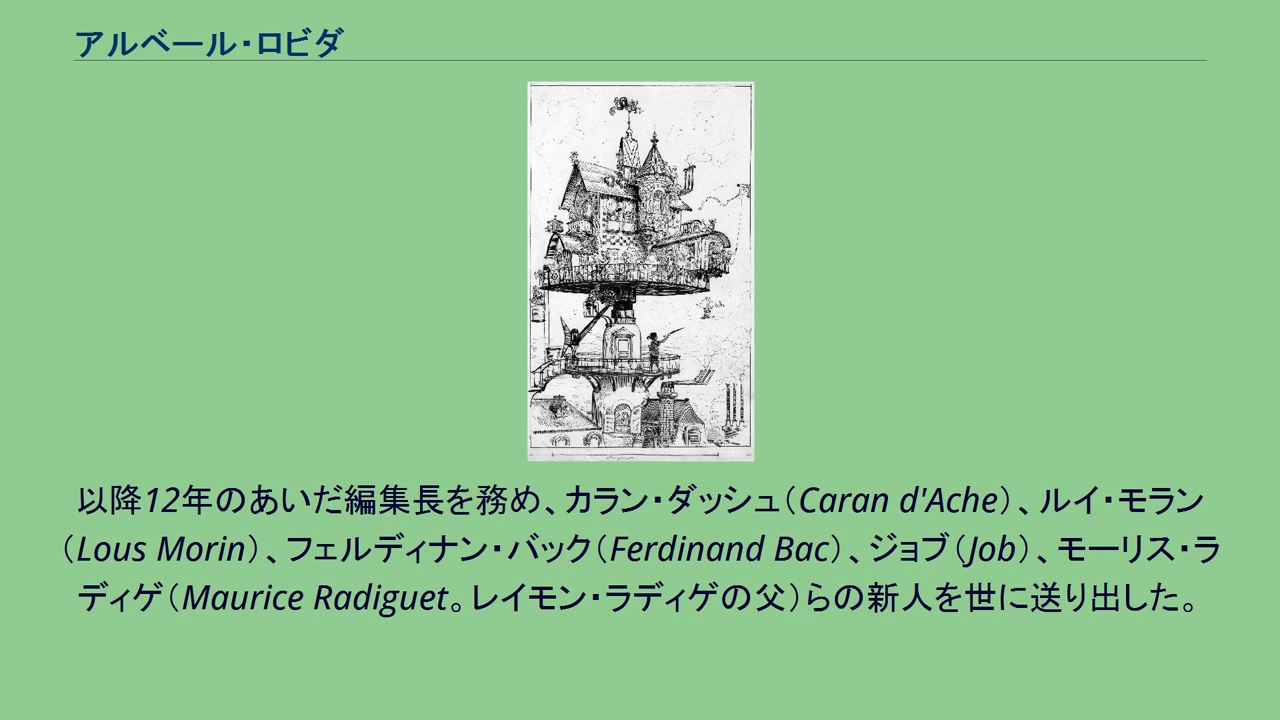 アルベール・ロビダ
以降12年のあいだ編集長を務め、カラン・ダッシュ（Caran d'Ache）、ルイ・モラン
（Lous Morin）、フェルディナン・バック（Ferdinand Bac）、ジョブ（Job）、モーリス・ラ
ディゲ（Maurice Radiguet。レイモン・ラディゲの父）らの新人を世に送り出した。